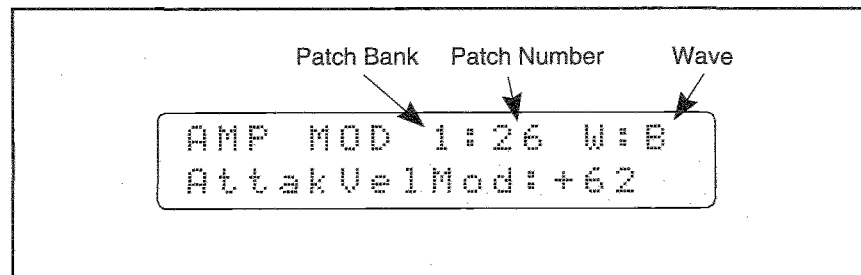 Patch Bank Patch Number Wave
AMP MOD 1:26 W:B
AttakVelMod:+62